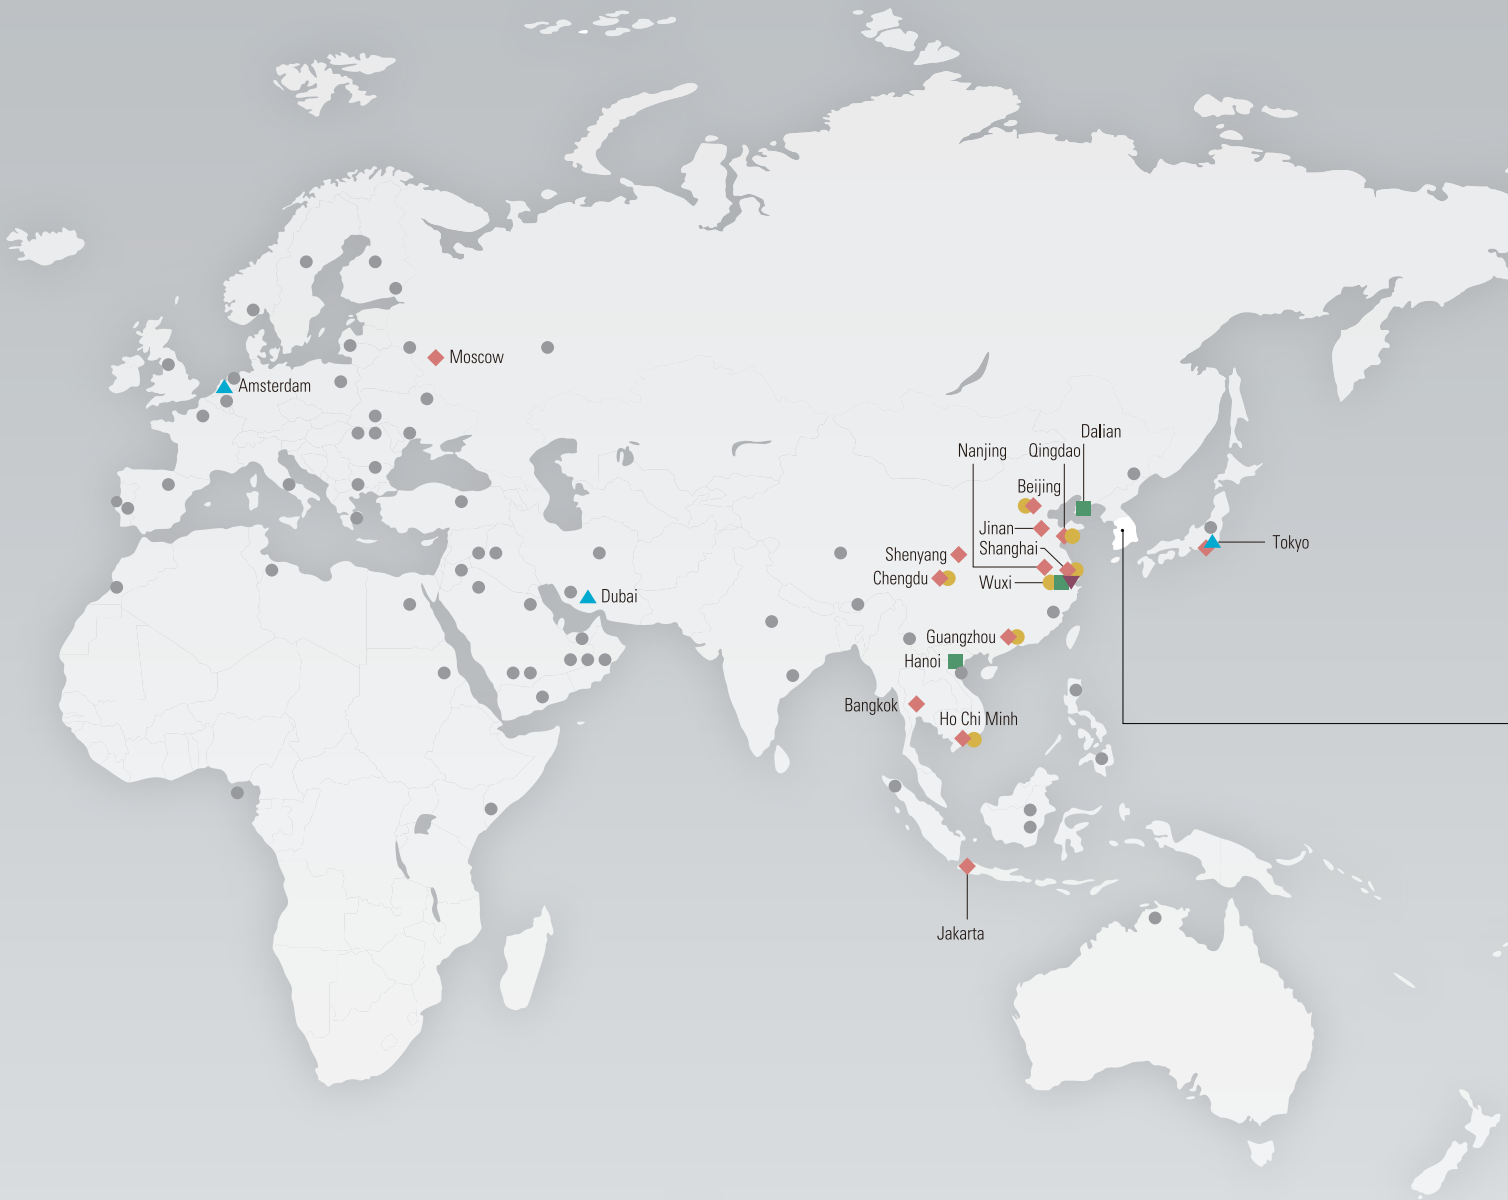 Moscow
Amsterdam
Dalian
Nanjing
Qingdao
Beijing
Jinan
Tokyo
Shanghai
Shenyang
Chengdu
Wuxi
Dubai
Guangzhou
Hanoi
Bangkok
Ho Chi Minh
Jakarta